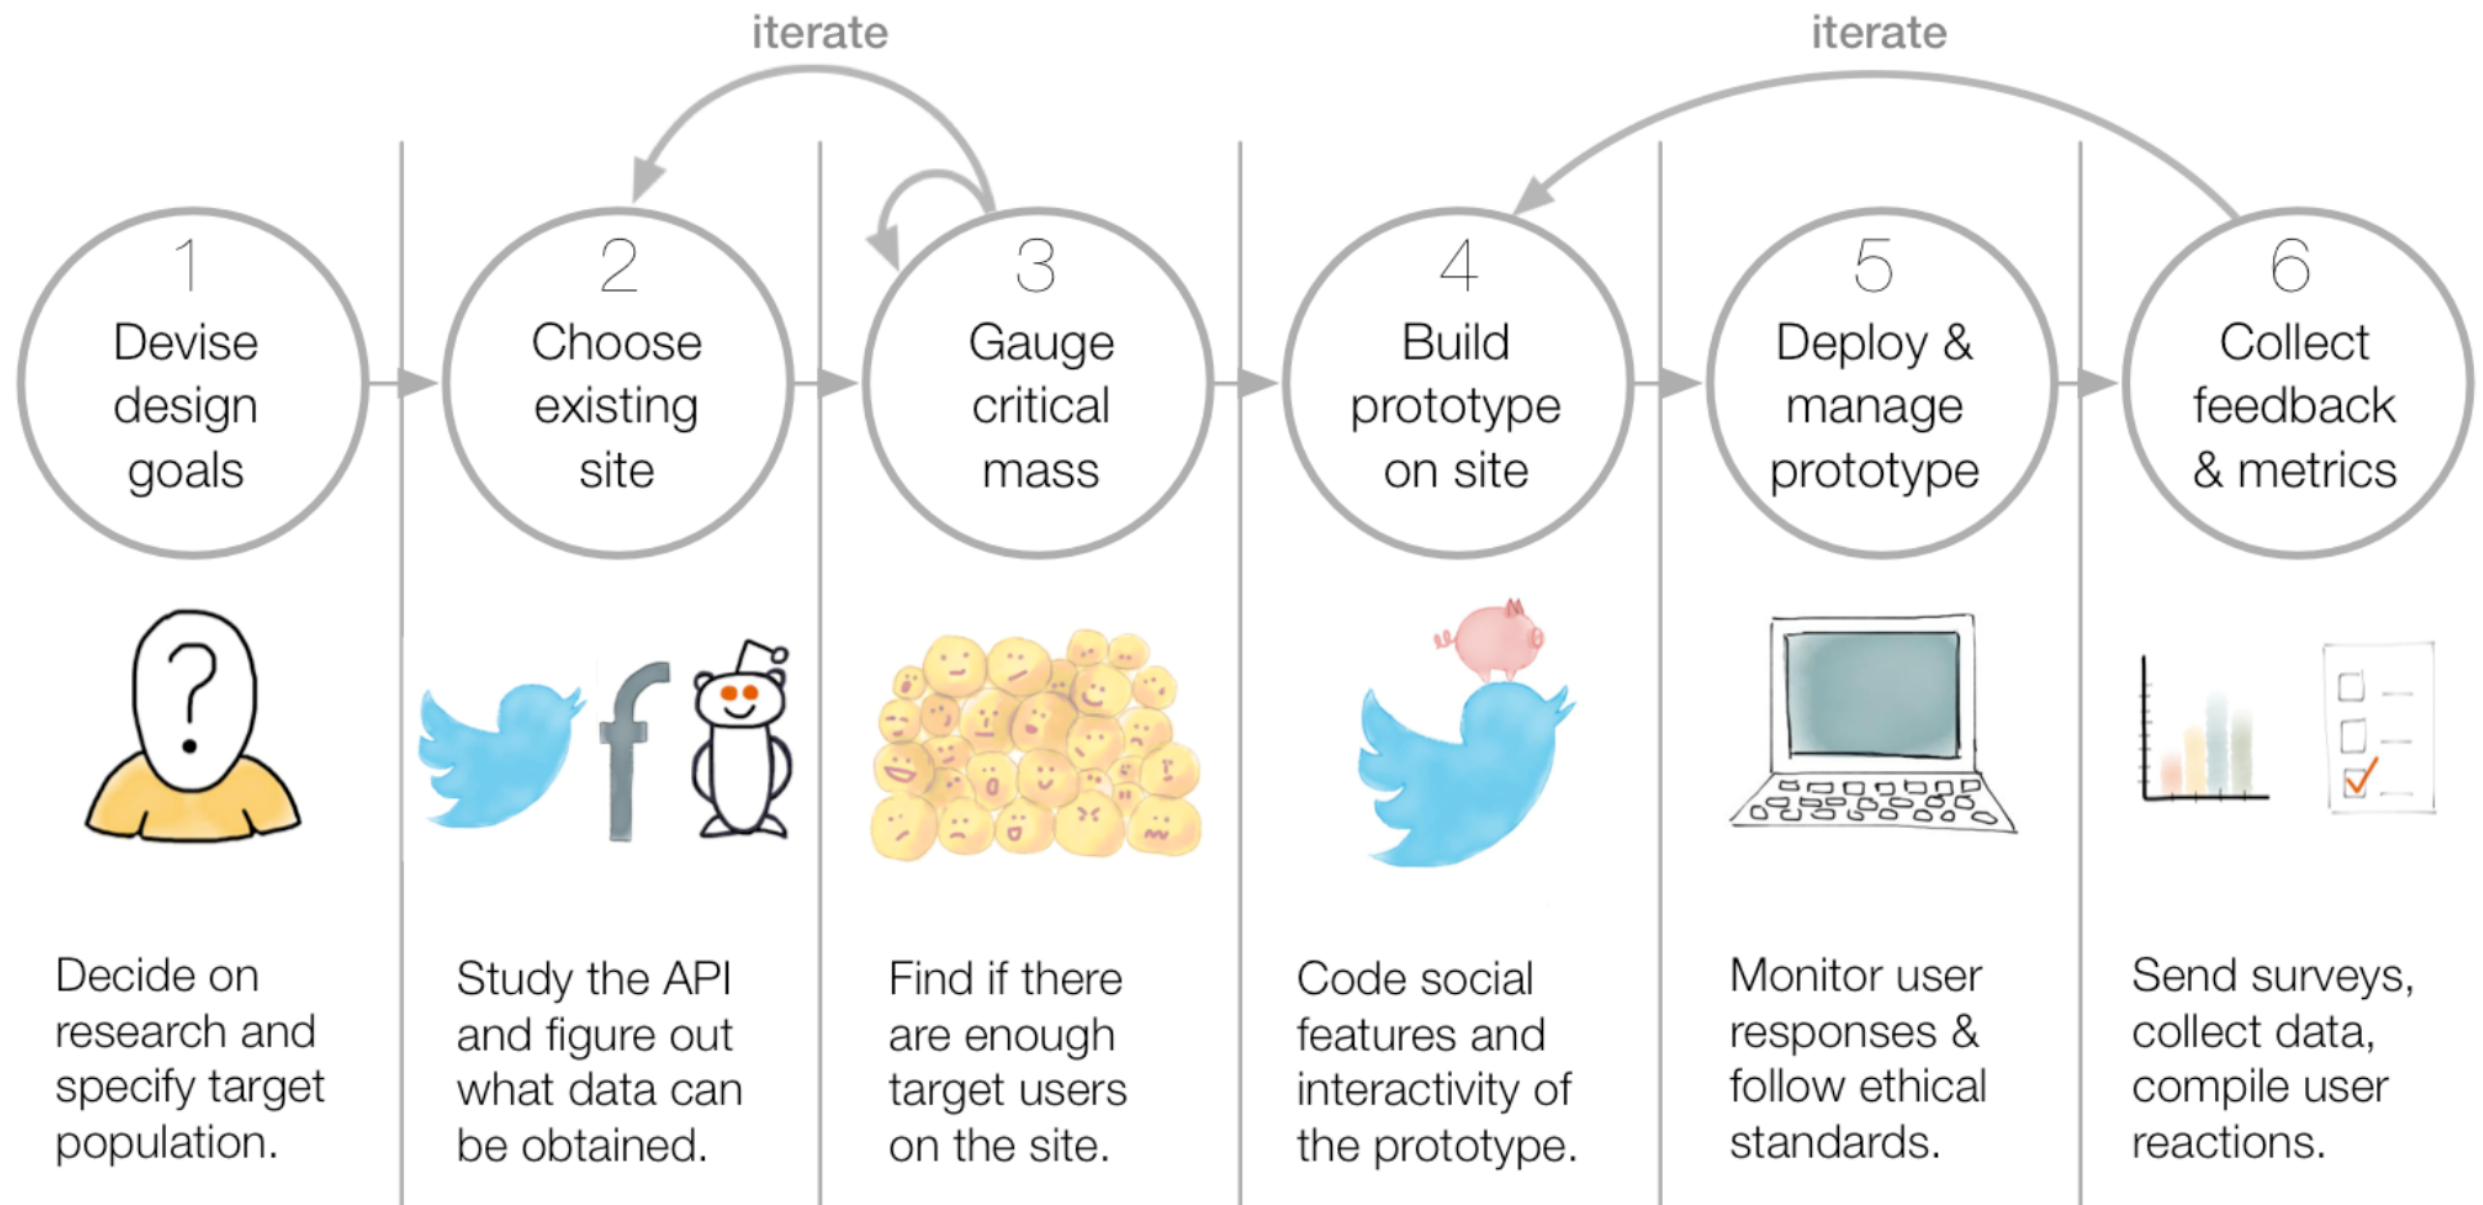 iterate
iterate
1
Devise
design
goals
2
Choose
existing
site
3
Gauge
critical
mass
4
Build
prototype
on site
5
Deploy &
manage
prototype
6
Collect
feedback
& metrics
?
f
Decide on
research and
specify target
population.
Study the API
and figure out
what data can
be obtained.
Find if there
are enough
target users
on the site.
Code social
features and
interactivity of
the prototype.
Monitor user
responses &
follow ethical
standards.
Send surveys,
collect data,
compile user
reactions.